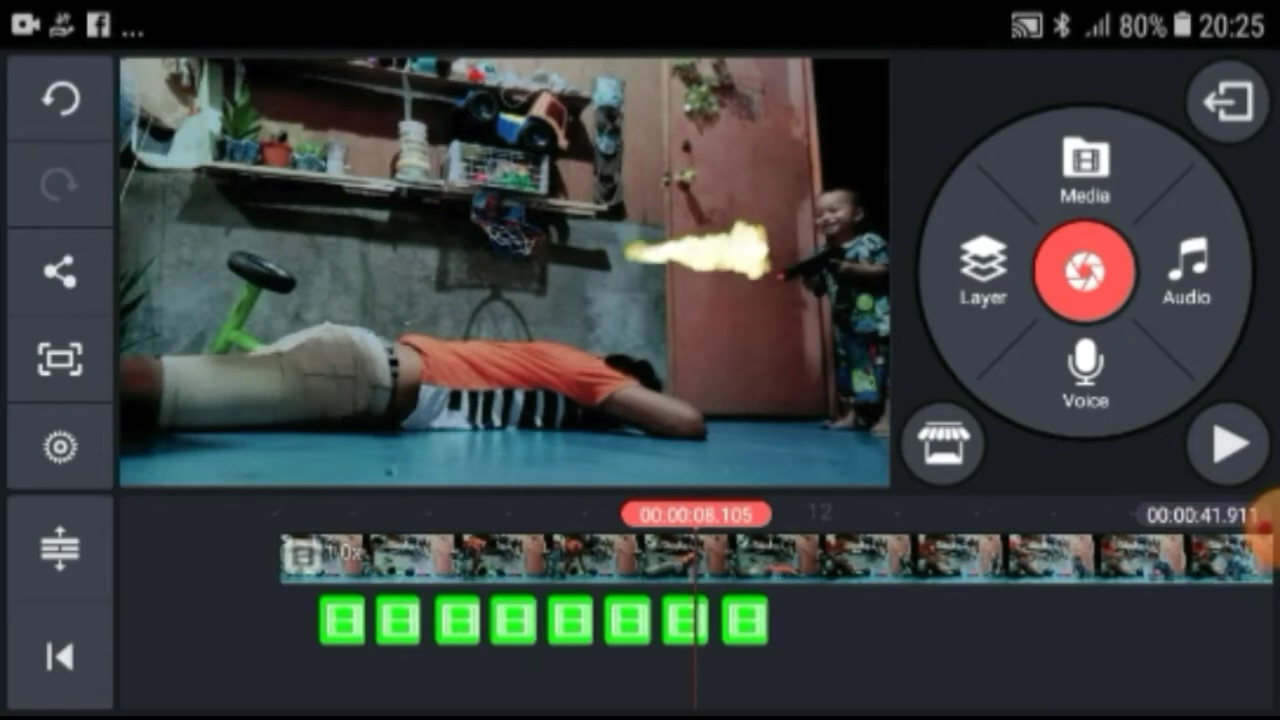 ... 80% 20:25
Media
Layer
Audio
Voice
00:00:08.105
12
00:00:41.911
1.0x